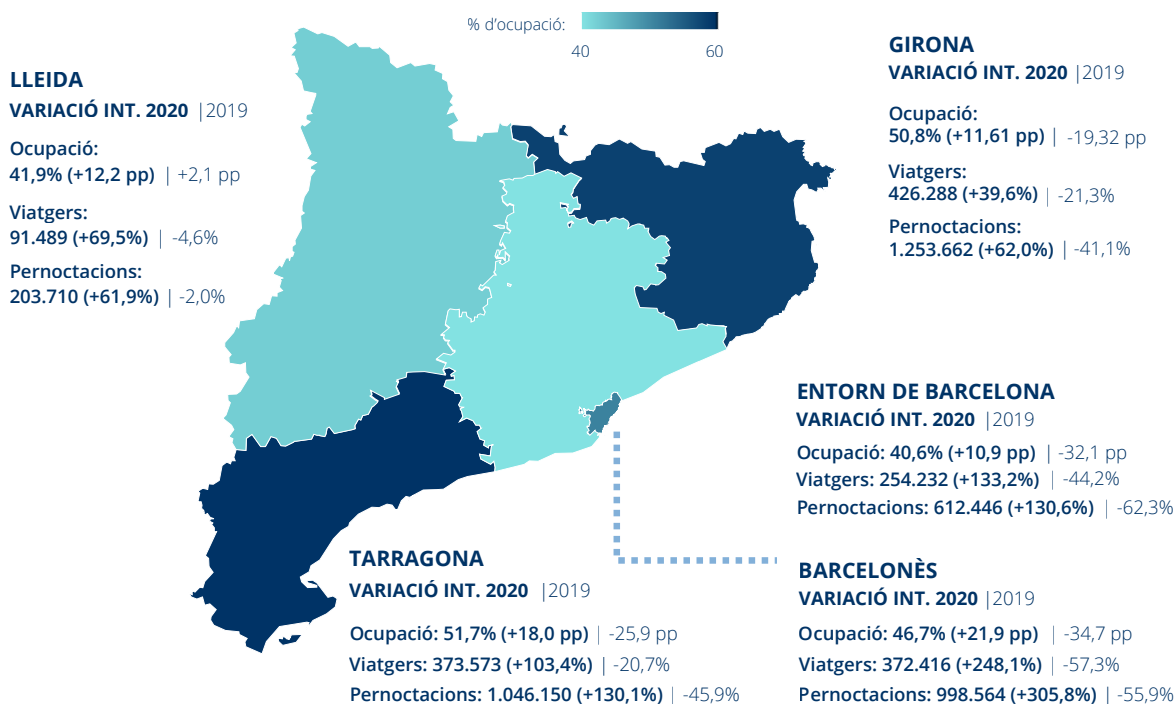 % d'ocupació:
40 60
LLEIDA
VARIACIÓ INT. 2020 |2019
Ocupació:
41,9% (+12,2 pp) | +2,1 pp
Viatgers:
91.489 (+69,5%) | -4,6%
Pernoctacions:
203.710 (+61,9%) | -2,0%
GIRONA
VARIACIÓ INT. 2020 |2019
Ocupació:
50,8% (+11,61 pp) | -19,32 pp
Viatgers:
426.288 (+39,6%) | -21,3%
Pernoctacions:
1.253.662 (+62,0%) | -41,1%
ENTORN DE BARCELONA
VARIACIÓ INT. 2020 |2019
Ocupació: 40,6% (+10,9 pp) | -32,1 pp
Viatgers: 254.232 (+133,2%) | -44,2%
Pernoctacions: 612.446 (+130,6%) | -62,3%
TARRAGONA
VARIACIÓ INT. 2020 |2019
Ocupació: 51,7% (+18,0 pp) | -25,9 pp
Viatgers: 373.573 (+103,4%) | -20,7%
Pernoctacions: 1.046.150 (+130,1%) | -45,9%
BARCELONÈS
VARIACIÓ INT. 2020 |2019
Ocupació: 46,7% (+21,9 pp) | -34,7 pp
Viatgers: 372.416 (+248,1%) | -57,3%
Pernoctacions: 998.564 (+305,8%) | -55,9%